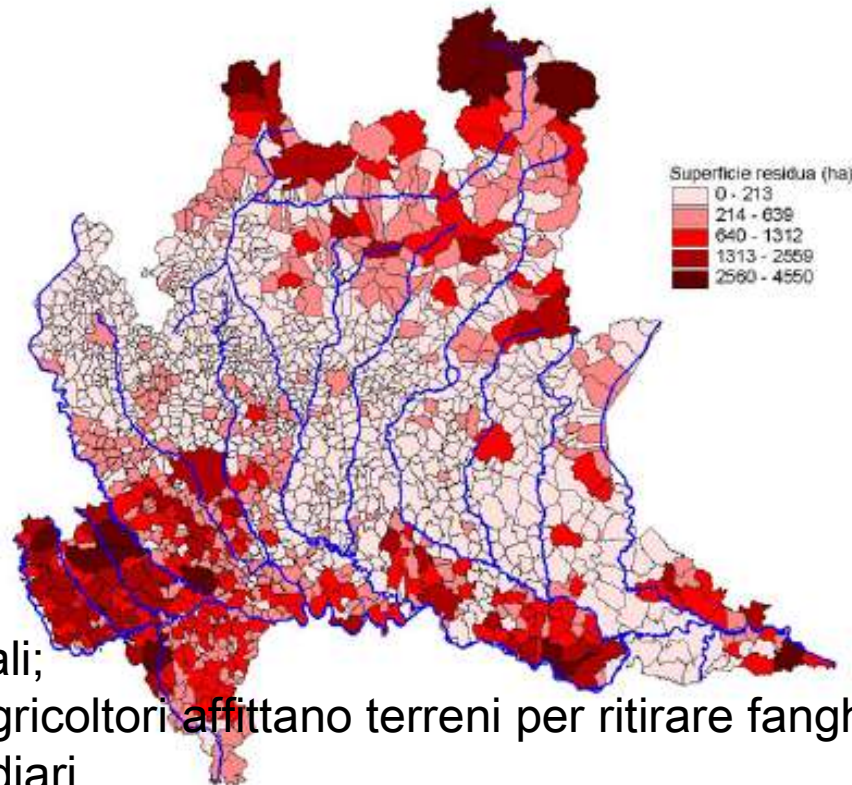 Superficie residua (ha)
0 - 213
214 - 639
640 - 1312
1313 - 2559
2560 - 4550
ali;
gricoltori affittano terreni per ritirare fangh
diari